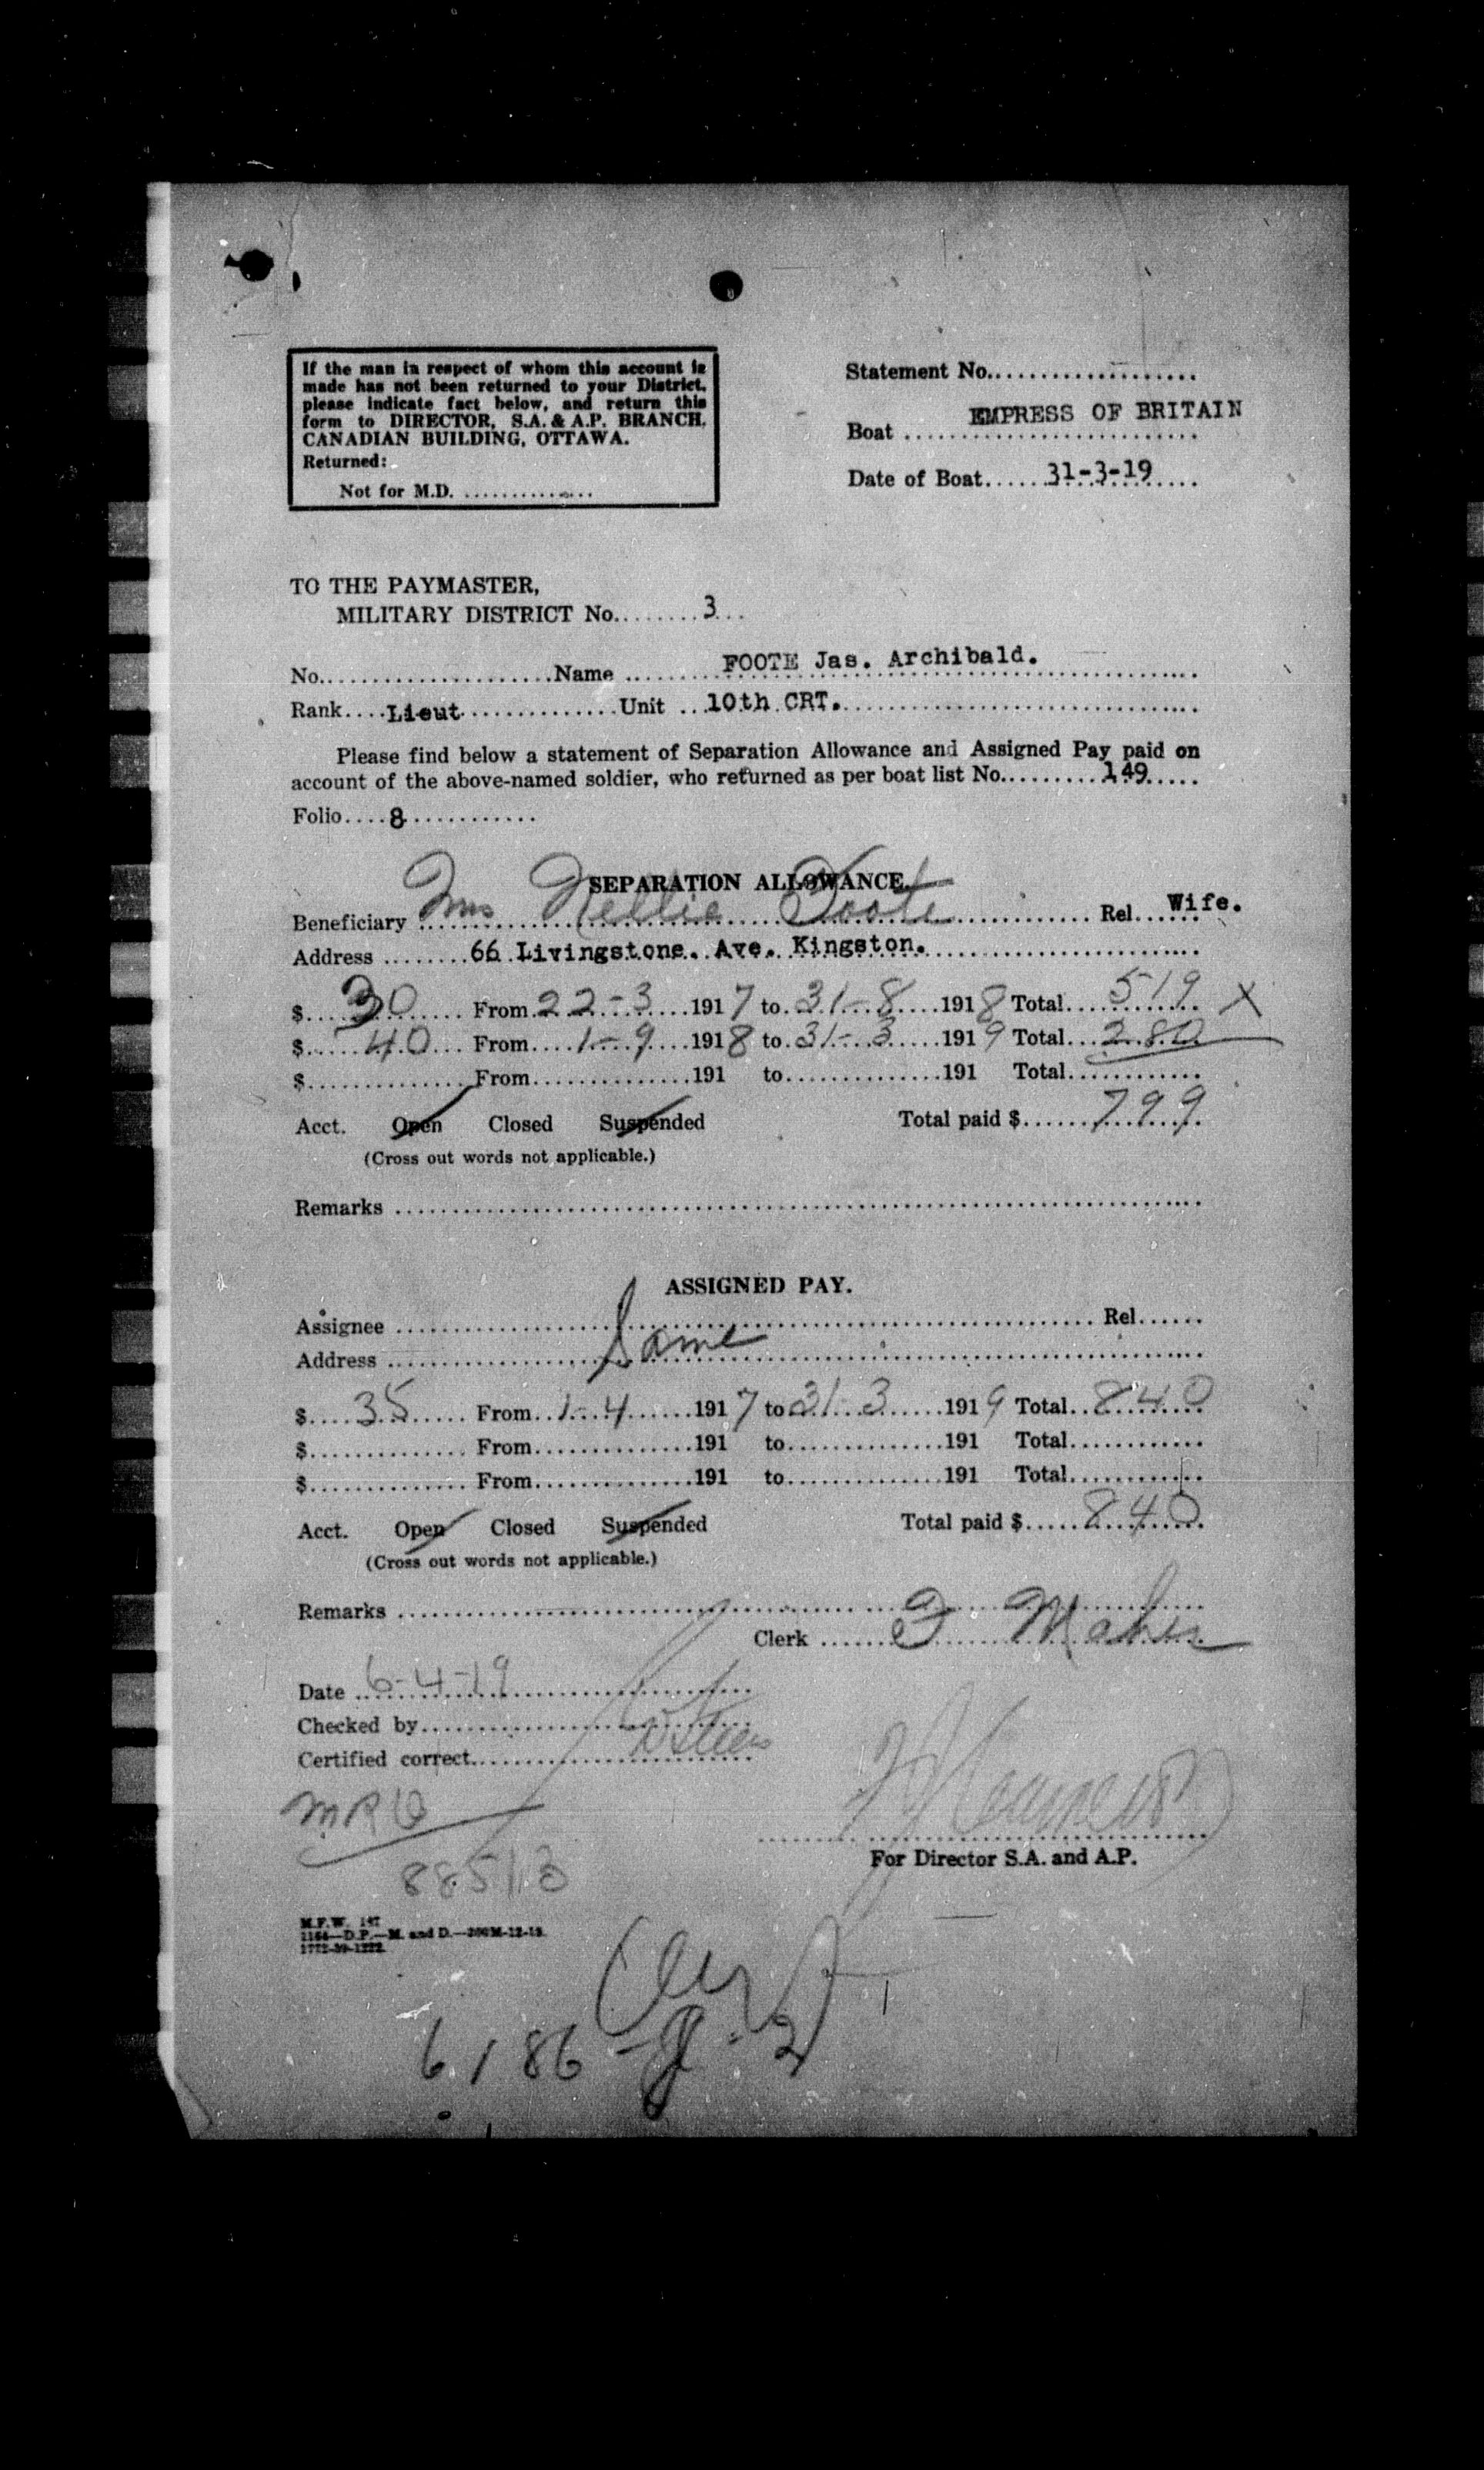 If the man in respect of whom this account is
made has not been returned to your District,
please indicate fact below, and return this
form to DIRECTOR, S.A. & A.P. BRANCH,
CANADIAN BUILDING, OTTAWA.
Returned:
Not for M.D. ..............
Statement No....................
Boat EMPRESS OF BRITAIN
Date of Boat......31-3-19.....
TO THE PAYMASTER,
MILITARY DISTRICT No........3...
No.....................Name ........FOOTE Jas. Archibald.
Rank....Lieut...............Unit ...10th CRT.
Please find below a statement of Separation Allowance and Assigned Pay paid on
account of the above-named soldier, who returned as per boat list No.........149.....
Folio....8............
SEPARATION ALLOWANCE.
Beneficiary Mrs Nellie Foote Rel......Wife.
Address ........66 Livingstone. Ave. Kingston.
$....30...... From 22-3....1917 to 31-8....1918 Total....519 X
$.....40.... From....1-9....1918 to 31-3.....1919 Total...280
$...............From..............191 to..............191 Total............
Acct. Open Closed Suspended Total paid $......799.
(Cross out words not applicable.)
Remarks ..............................
ASSIGNED PAY.
Assignee .............................. Rel......
Address .................. Same
$....35...... From..1-4.......1917 to 31-3......1919 Total..840
$.............. From..............191 to..............191 Total............
$.............. From..............191 to..............191 Total............
Acct. Open Closed Suspended Total paid $.....840.
(Cross out words not applicable.)
Remarks ..............................
Clerk ......
Date 6-4-19
Checked by..............................
Certified correct..............................
For Director S.A. and A.P.
88513
M.F.W. 147
1772-39-1222.
6186-